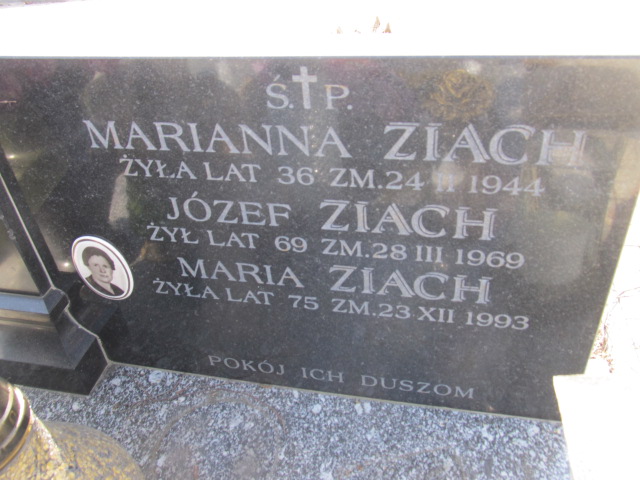 Ś.†P.
MARIANNA ZIACH
ŻYŁA LAT 36 ZM.24 II 1944
JÓZEF ZIACH
ŻYŁ LAT 69 ZM.28 III 1969
MARIA ZIACH
ŻYŁA LAT 75 ZM.23 XII 1993
POKÓJ ICH DUSZOM